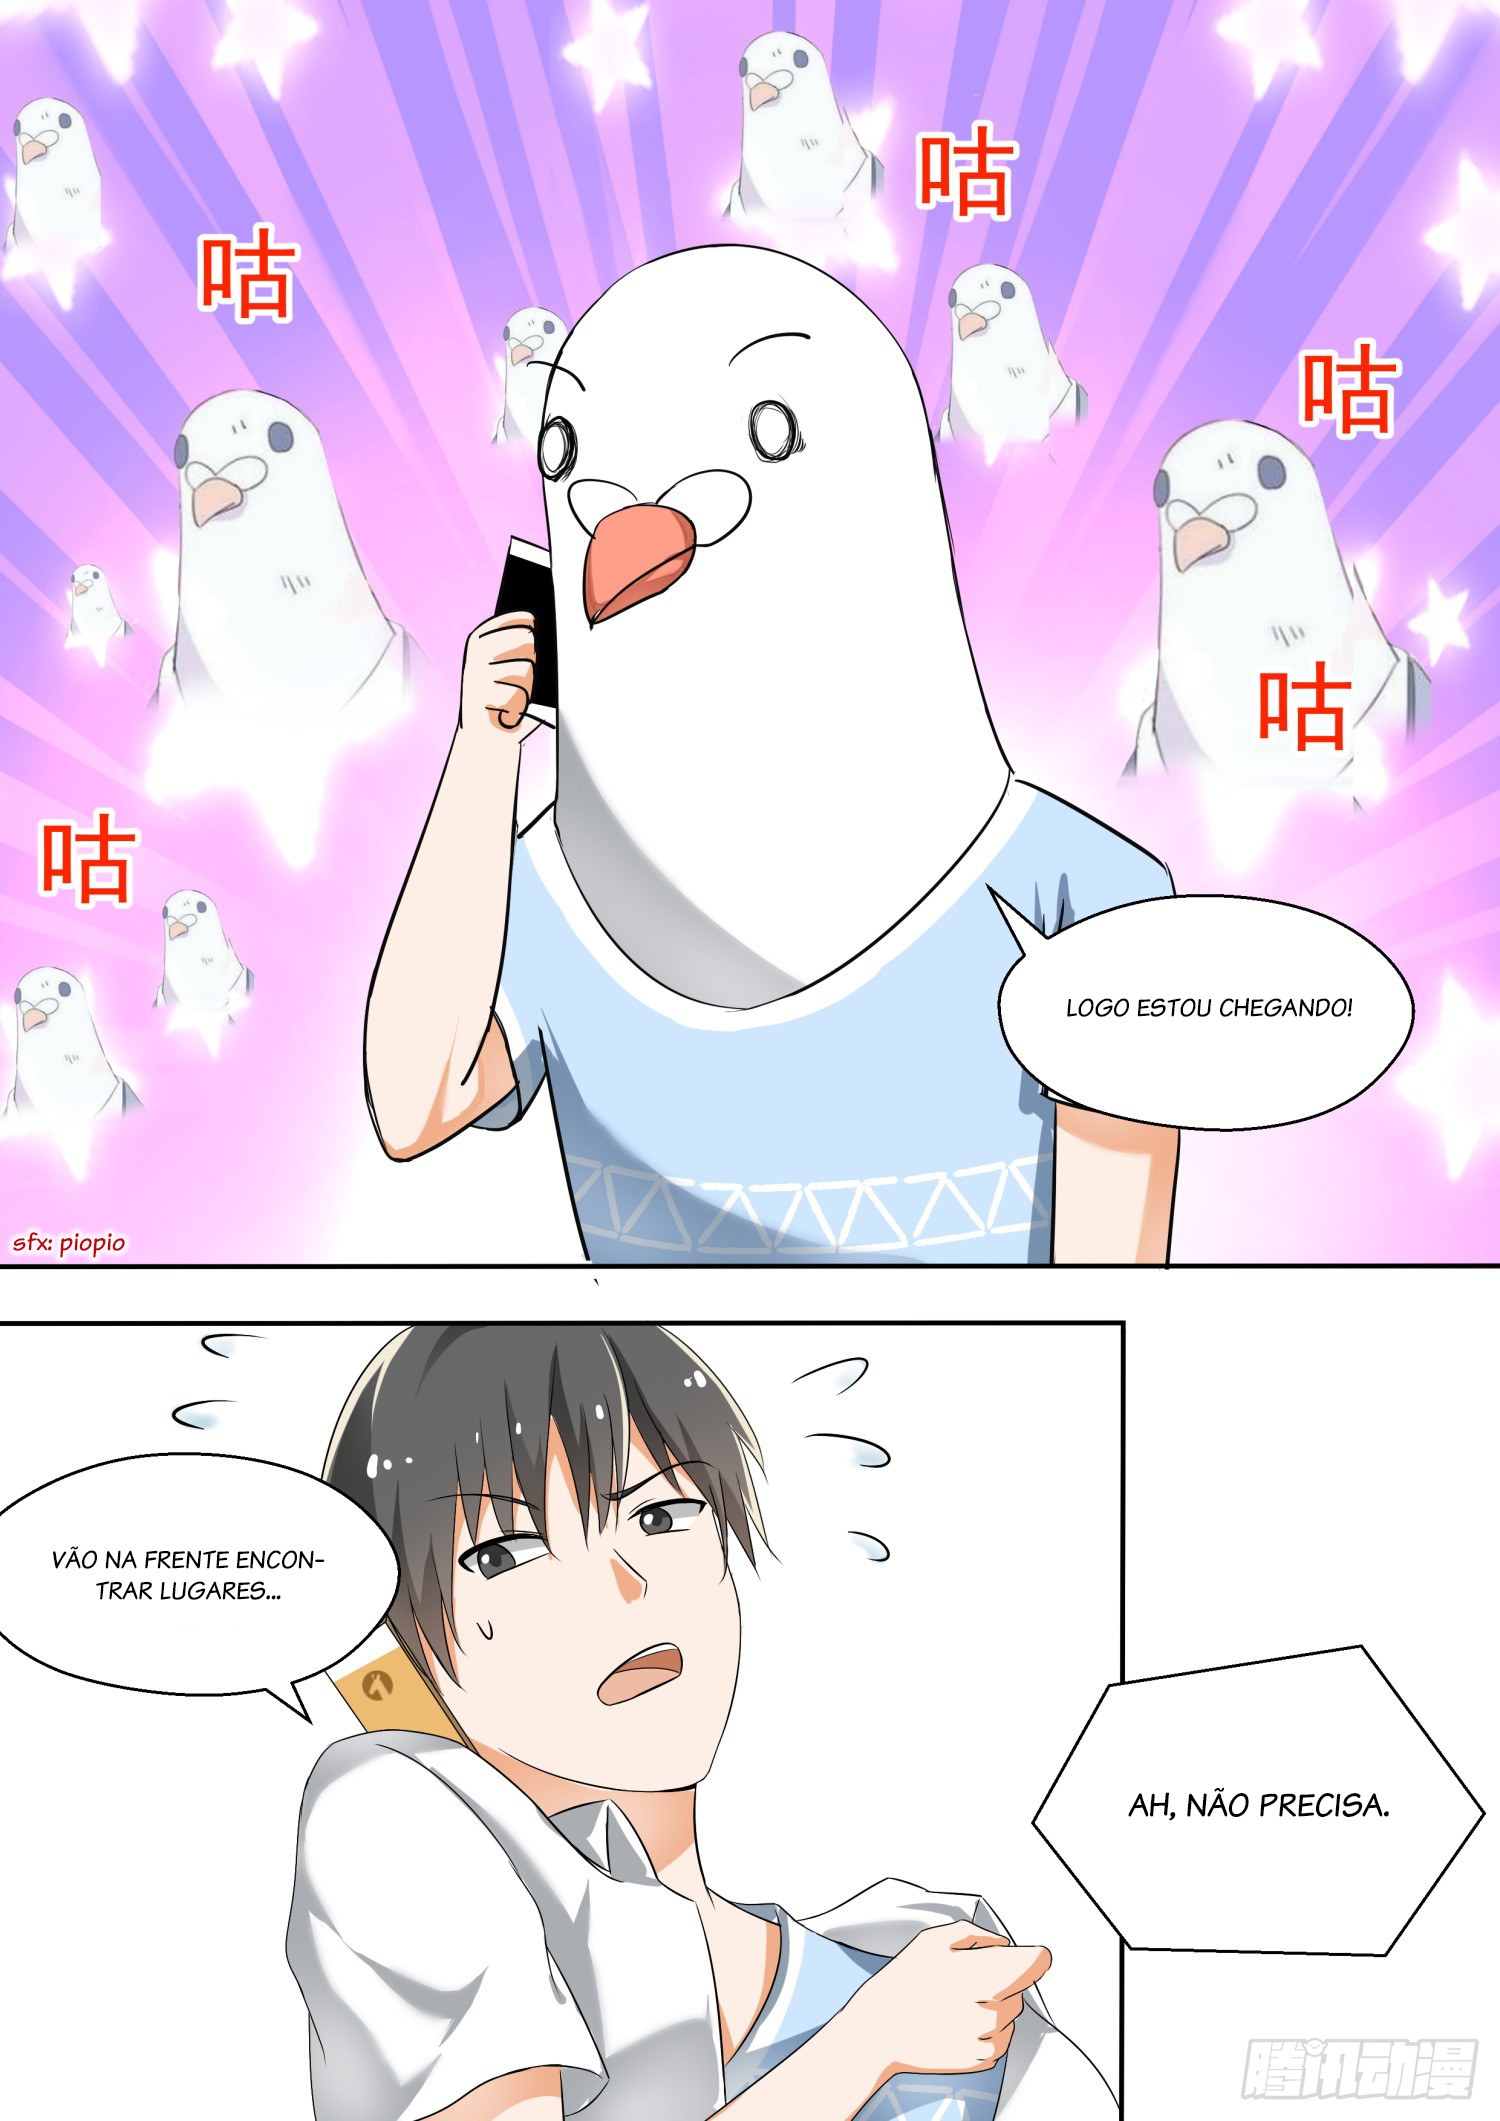 咕
咕
咕
咕
咕
LOGO ESTOU CHEGANDO!
sfx: piopio
VÃO NA FRENTE ENCON-
TRAR LUGARES...
AH, NÃO PRECISA.
腾讯动漫